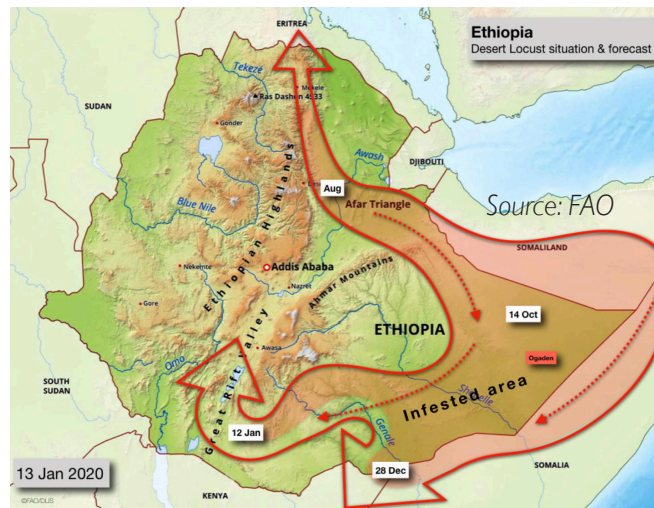 ERITREA
Ethiopia
Desert Locust situation & forecast
Tekezé
Mekele
Ras Dashen 4533
SUDAN
Gonder
Awash
DJIBOUTI
Aug
Afar Triangle
Source: FAO
Blue Nile
Ethiopian Highlands
SOMALILAND
Nekemte
Addis Ababa
Nazret
Ahmar Mountains
Gore
14 Oct
ETHIOPIA
Great Rift Valley
Awasa
Ogaden
Omo
SOUTH
SUDAN
Infested area
Genale
12 Jan
28 Dec
SOMALIA
13 Jan 2020
KENYA